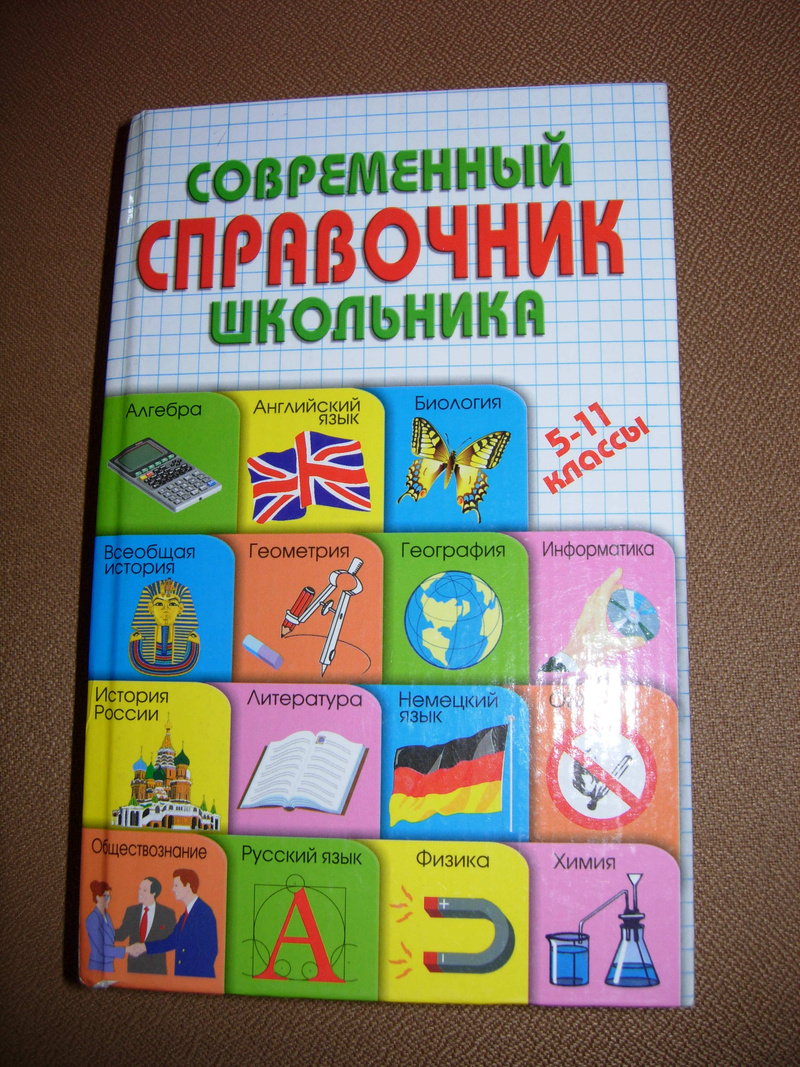 СОВРЕМЕННЫЙ
СПРАВОЧНИК
ШКОЛЬНИКА
5-11
классы
Алгебра
Английский
язык
Биология
Всеобщая
история
Геометрия
География
Информатика
История
России
Литература
Немецкий
язык
Обществознание
Русский язык
А
Физика
Химия